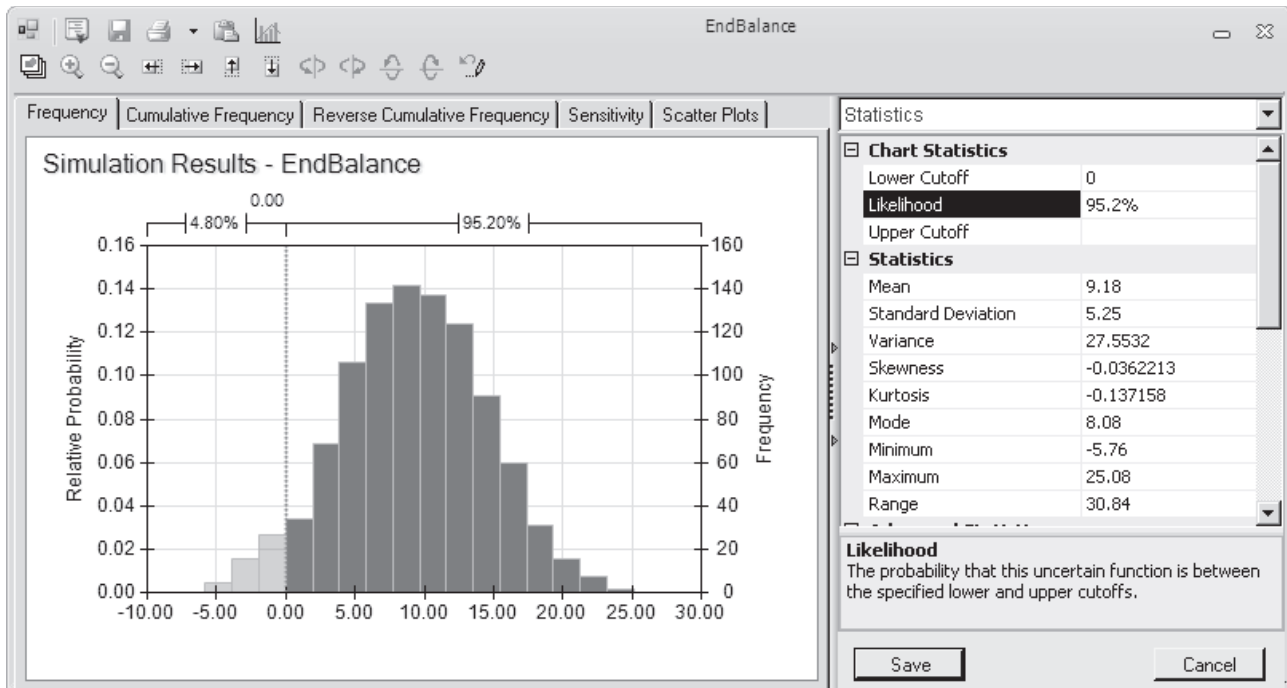 EndBalance
Frequency
Cumulative Frequency
Reverse Cumulative Frequency
Sensitivity
Scatter Plots
Simulation Results - EndBalance
0.00
4.80%
95.20%
Relative Probability
0.16
0.14
0.12
0.10
0.08
0.06
0.04
0.02
0.00
160
140
120
100
80
60
40
20
0
Frequency
-10.00 -5.00 0.00 5.00 10.00 15.00 20.00 25.00 30.00
Statistics
Chart Statistics
Lower Cutoff 0
Likelihood 95.2%
Upper Cutoff
Statistics
Mean 9.18
Standard Deviation 5.25
Variance 27.5532
Skewness -0.0362213
Kurtosis -0.137158
Mode 8.08
Minimum -5.76
Maximum 25.08
Range 30.84
Likelihood
The probability that this uncertain function is between
the specified lower and upper cutoffs.
Save
Cancel